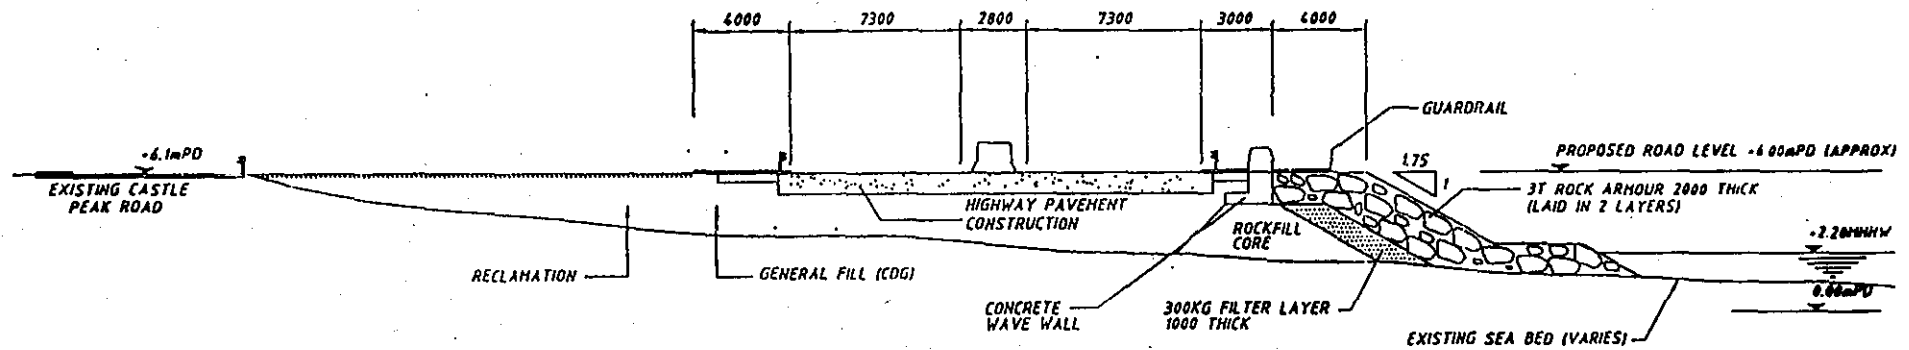 4000 7300 2800 7300 3000 4000
GUARDRAIL
+6.1mPD
EXISTING CASTLE
PEAK ROAD
PROPOSED ROAD LEVEL +6.00mPD (APPROX)
1.75
1
3T ROCK ARMOUR 2000 THICK
(LAID IN 2 LAYERS)
HIGHWAY PAVEMENT
CONSTRUCTION
ROCKFILL
CORE
+2.20MHHW
RECLAMATION
GENERAL FILL (CDG)
0.00mPD
CONCRETE
WAVE WALL
300KG FILTER LAYER
1000 THICK
EXISTING SEA BED (VARIES)